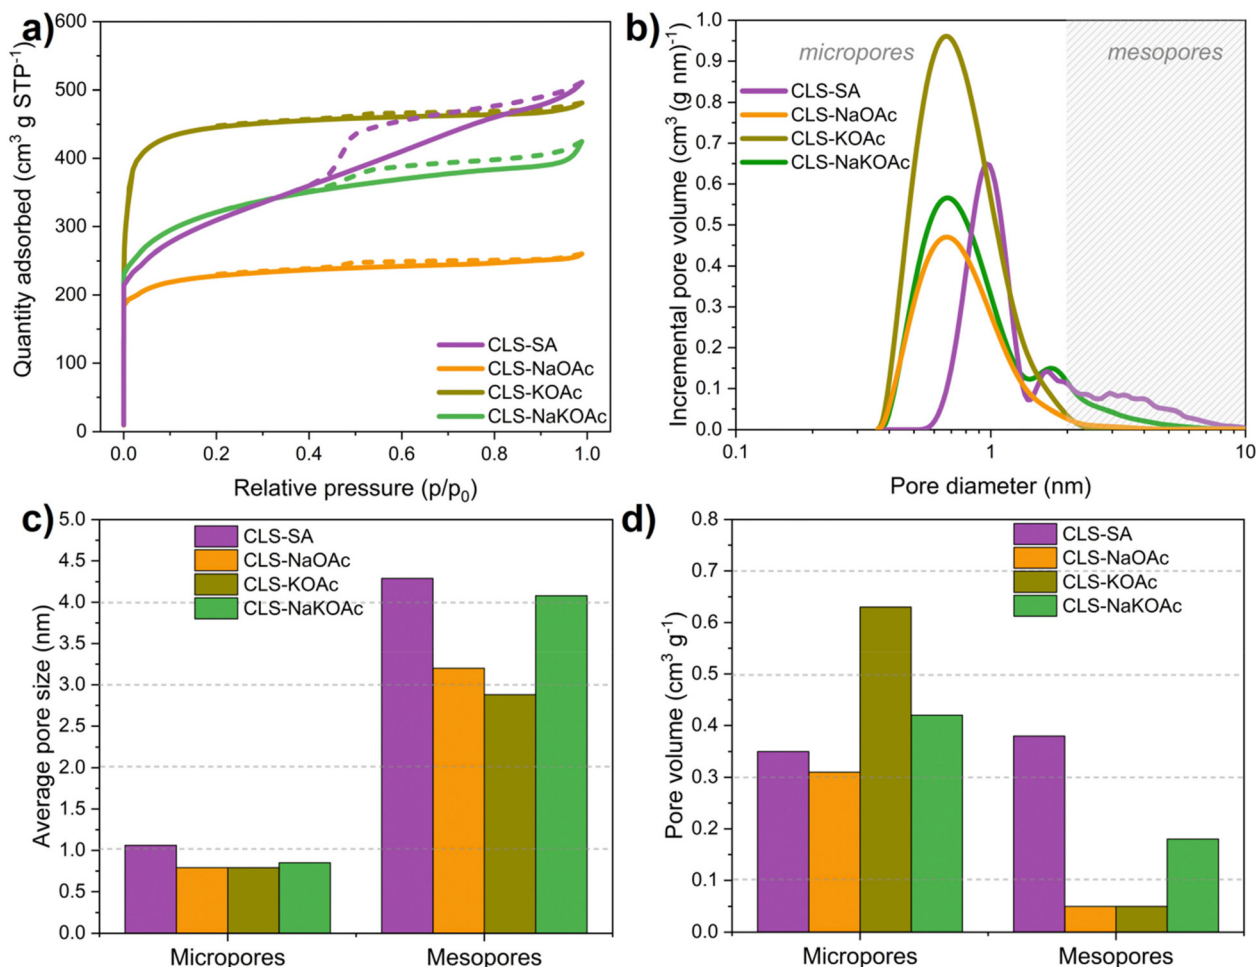 a)
600
500
400
300
200
100
0
Quantity adsorbed (cm³ g STP⁻¹)
CLS-SA
CLS-NaOAc
CLS-KOAc
CLS-NaKOAc
0.0 0.2 0.4 0.6 0.8 1.0
Relative pressure (p/p₀)
b)
1.0
0.9
0.8
0.7
0.6
0.5
0.4
0.3
0.2
0.1
0.0
Incremental pore volume (cm³ (g nm)⁻¹)
micropores
mesopores
CLS-SA
CLS-NaOAc
CLS-KOAc
CLS-NaKOAc
0.1 1 10
Pore diameter (nm)
c)
5.0
4.5
4.0
3.5
3.0
2.5
2.0
1.5
1.0
0.5
0.0
Average pore size (nm)
CLS-SA
CLS-NaOAc
CLS-KOAc
CLS-NaKOAc
Micropores Mesopores
d)
0.8
0.7
0.6
0.5
0.4
0.3
0.2
0.1
0.0
Pore volume (cm³ g⁻¹)
CLS-SA
CLS-NaOAc
CLS-KOAc
CLS-NaKOAc
Micropores Mesopores